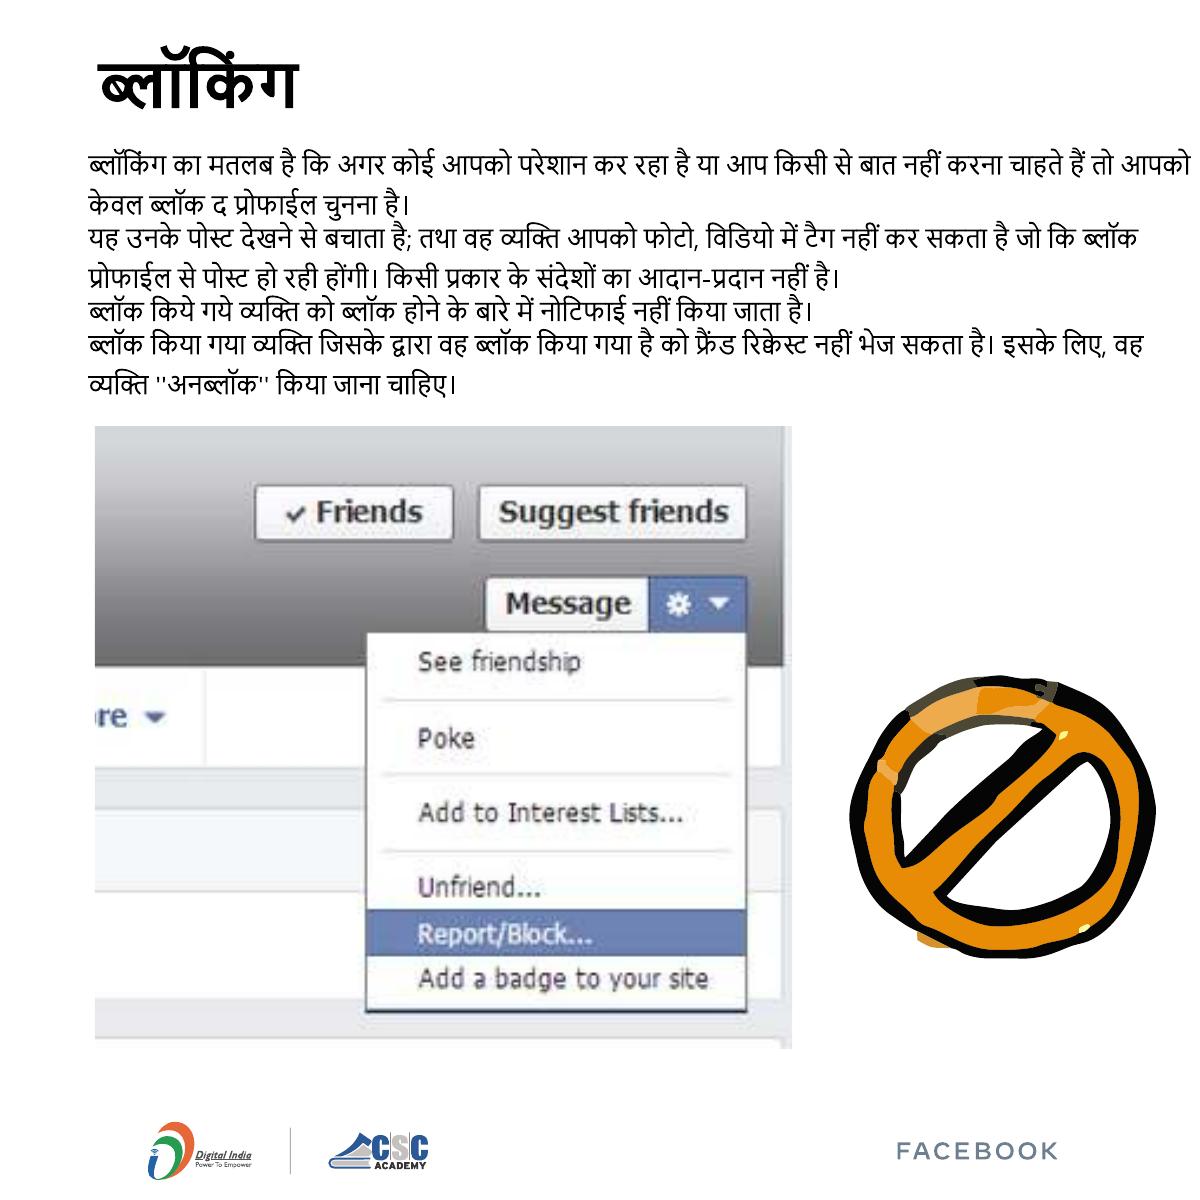 ब्लॉकिंग
ब्लॉकिंग का मतलब है कि अगर कोई आपको परेशान कर रहा है या आप किसी से बात नहीं करना चाहते हैं तो आपको
केवल ब्लॉक द प्रोफाईल चुनना है।
यह उनके पोस्ट देखने से बचाता है; तथा वह व्यक्ति आपको फोटो, विडियो में टैग नहीं कर सकता है जो कि ब्लॉक
प्रोफाईल से पोस्ट हो रही होंगी। किसी प्रकार के संदेशों का आदान-प्रदान नहीं है।
ब्लॉक किये गये व्यक्ति को ब्लॉक होने के बारे में नोटिफाई नहीं किया जाता है।
ब्लॉक किया गया व्यक्ति जिसके द्वारा वह ब्लॉक किया गया है को फ्रैंड रिक्वेस्ट नहीं भेज सकता है। इसके लिए, वह
व्यक्ति ''अनब्लॉक'' किया जाना चाहिए।
Friends
Suggest friends
Message
See friendship
re
Poke
Add to Interest Lists...
Unfriend...
Report/Block...
Add a badge to your site
Digital India
Power To Empower
CSC
ACADEMY
FACEBOOK